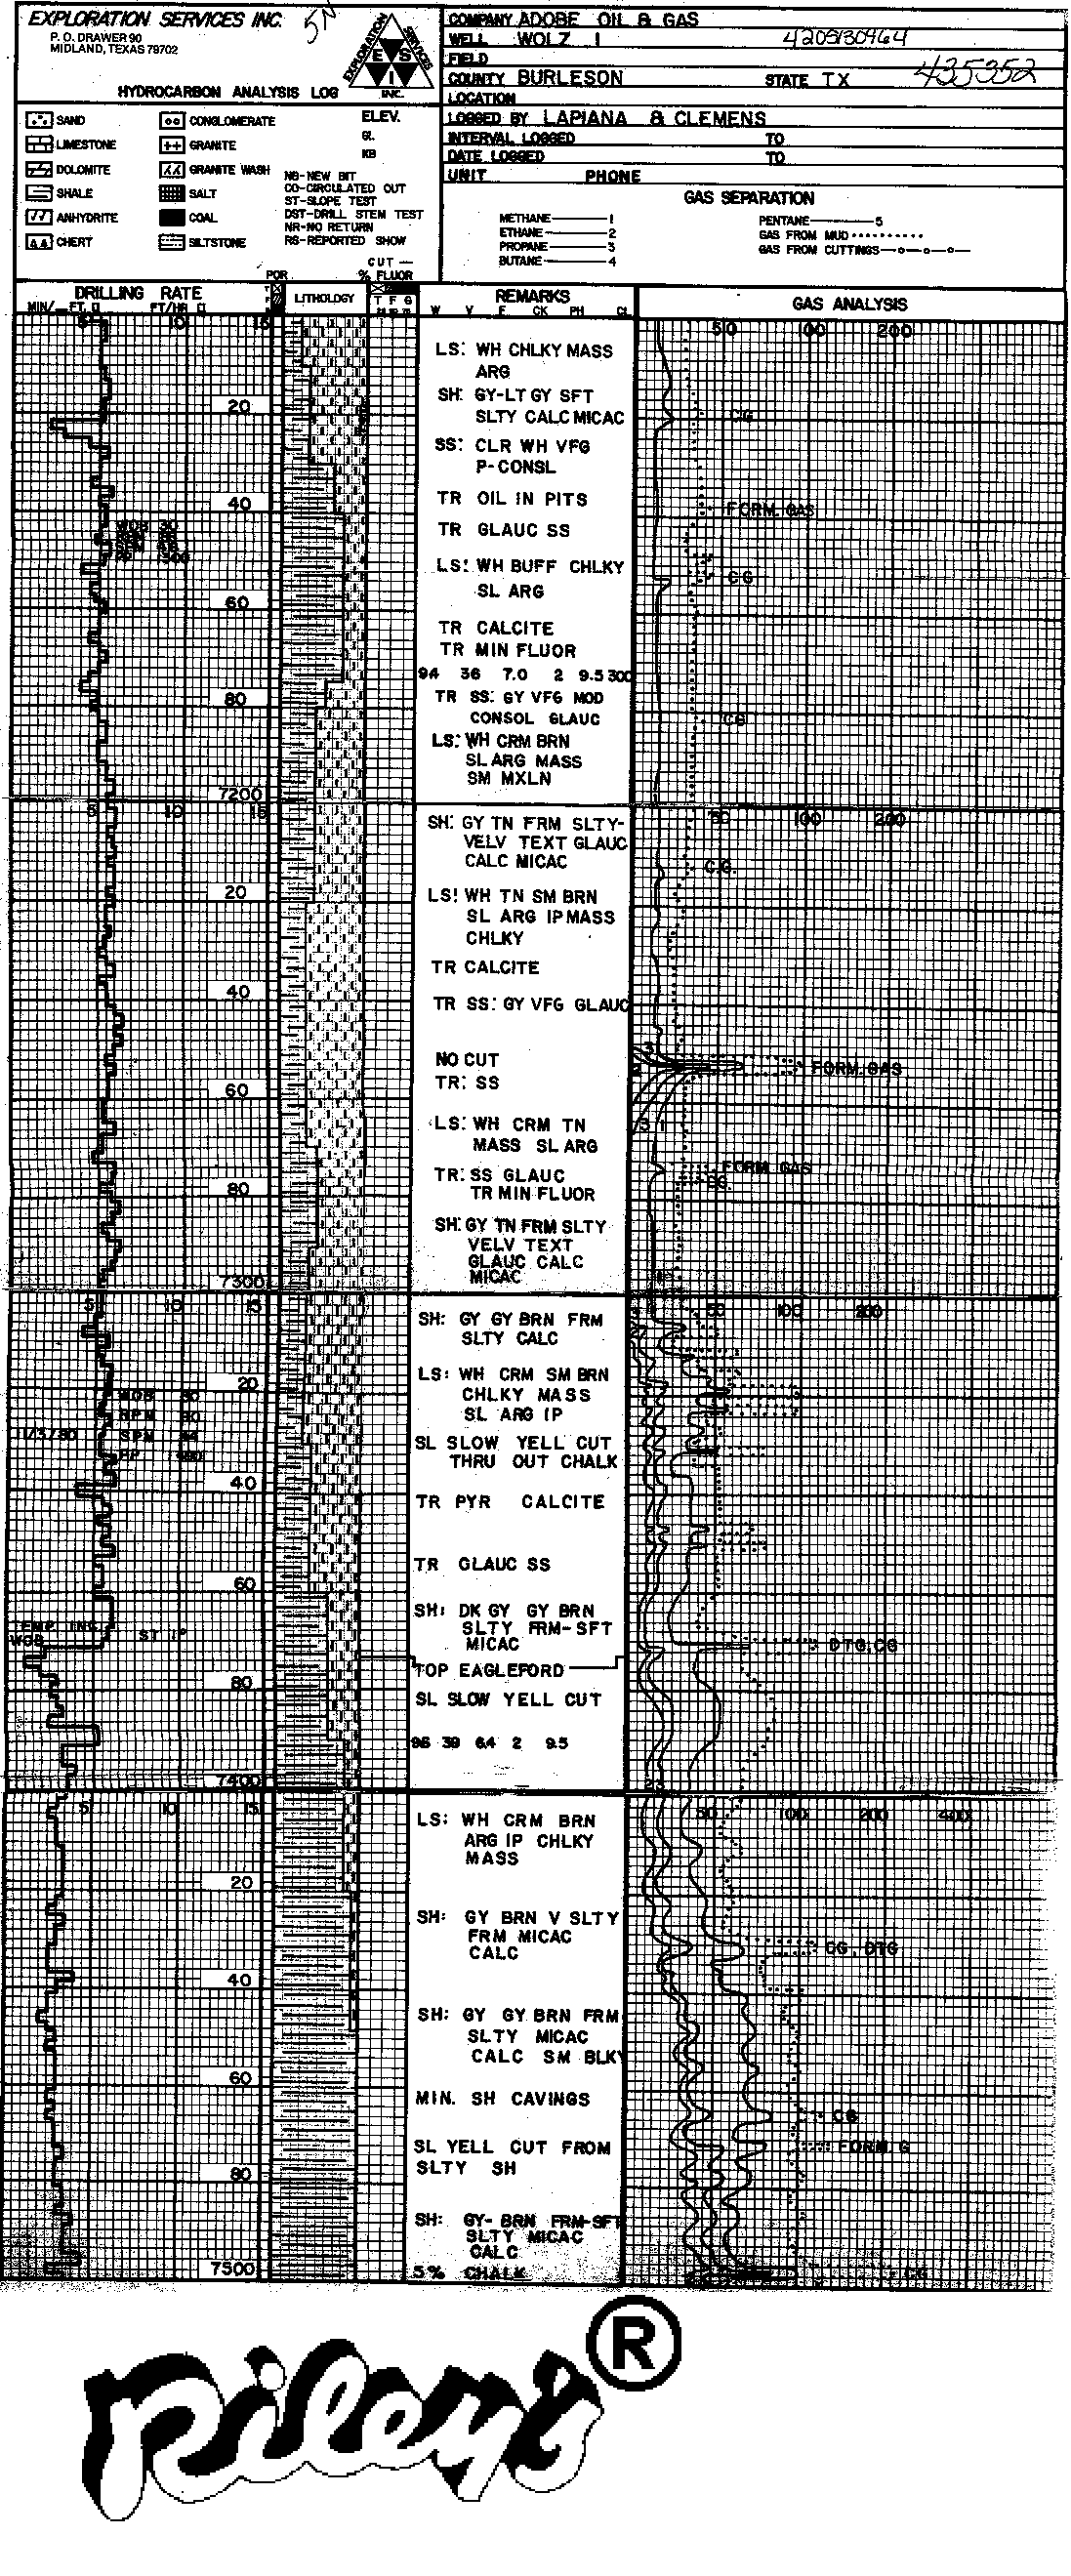 EXPLORATION SERVICES INC.
P. O. DRAWER 90
MIDLAND, TEXAS 79702
5N
EXPLORATION SERVICES
E S
I
INC.
HYDROCARBON ANALYSIS LOG
COMPANY ADOBE OIL & GAS
WELL WOLZ 1
FIELD
COUNTY BURLESON STATE TX 435352
LOCATION
LOGGED BY LAPIANA & CLEMENS
INTERVAL LOGGED TO
DATE LOGGED TO
UNIT PHONE
SAND
CONGLOMERATE
LIMESTONE
GRANITE
DOLOMITE
GRANITE WASH
SHALE
SALT
ANHYDRITE
COAL
CHERT
SILTSTONE
ELEV.
GL
KB
NB-NEW BIT
CO-CIRCULATED OUT
ST-SLOPE TEST
DST-DRILL STEM TEST
NR-NO RETURN
RS-REPORTED SHOW
CUT
POR % FLUOR
GAS SEPARATION
METHANE 1
ETHANE 2
PROPANE 3
BUTANE 4
PENTANE 5
GAS FROM MUD
GAS FROM CUTTINGS
DRILLING RATE
MIN/ FT. FT/HR
LITHOLOGY
T F G
REMARKS
W V F CK PH CL
GAS ANALYSIS
5 10 15
50 100 200
LS: WH CHLKY MASS
ARG
SH: GY-LT GY SFT
SLTY CALC MICAC
20
CG
SS: CLR WH VFG
P-CONSL
TR OIL IN PITS
40
FORM. GAS
WOB 30
TR GLAUC SS
LS: WH BUFF CHLKY
CG
SL ARG
60
TR CALCITE
TR MIN FLUOR
94 36 7.0 2 9.5 300
TR SS: GY VFG MOD
80
CONSOL GLAUC
CG
LS: WH CRM BRN
SL ARG MASS
SM MXLN
7200
5 10 15
50 100 200
SH: GY TN FRM SLTY-
VELV TEXT GLAUC
CALC MICAC
C.G.
20
LS: WH TN SM BRN
SL ARG IP MASS
CHLKY
TR CALCITE
40
TR SS: GY VFG GLAUC
3
NO CUT
FORM. GAS
2
TR: SS
60
LS: WH CRM TN
3 1
MASS SL ARG
FORM. GAS
TR: SS GLAUC
CG.
80
TR MIN FLUOR
SH: GY TN FRM SLTY
VELV TEXT
GLAUC CALC
MICAC
7300
5 10 15
50 100 200
SH: GY GY BRN FRM
SLTY CALC
LS: WH CRM SM BRN
20
CHLKY MASS
WOB 30
SL ARG IP
RPM
11/3/80 SPM
SL SLOW YELL CUT
THRU OUT CHALK
PP
40
TR PYR CALCITE
TR GLAUC SS
60
SH: DK GY GY BRN
SLTY FRM-SFT
MICAC
TEMP. INC.
WOB
DTG, CG
TOP EAGLEFORD
80
SL SLOW YELL CUT
96 39 6.4 2 9.5
7400
2 3
5 10 15
50 100 200 400
LS: WH CRM BRN
ARG IP CHLKY
MASS
20
SH: GY BRN V SLTY
FRM MICAC
CALC
CG, DTG
40
SH: GY GY BRN FRM
SLTY MICAC
CALC SM BLKY
60
MIN. SH CAVINGS
CG
SL YELL CUT FROM
FORM. G
SLTY SH
80
SH: GY- BRN FRM-SFT
SLTY MICAC
CALC
7500
5% CHALK
CG
Riley's ®